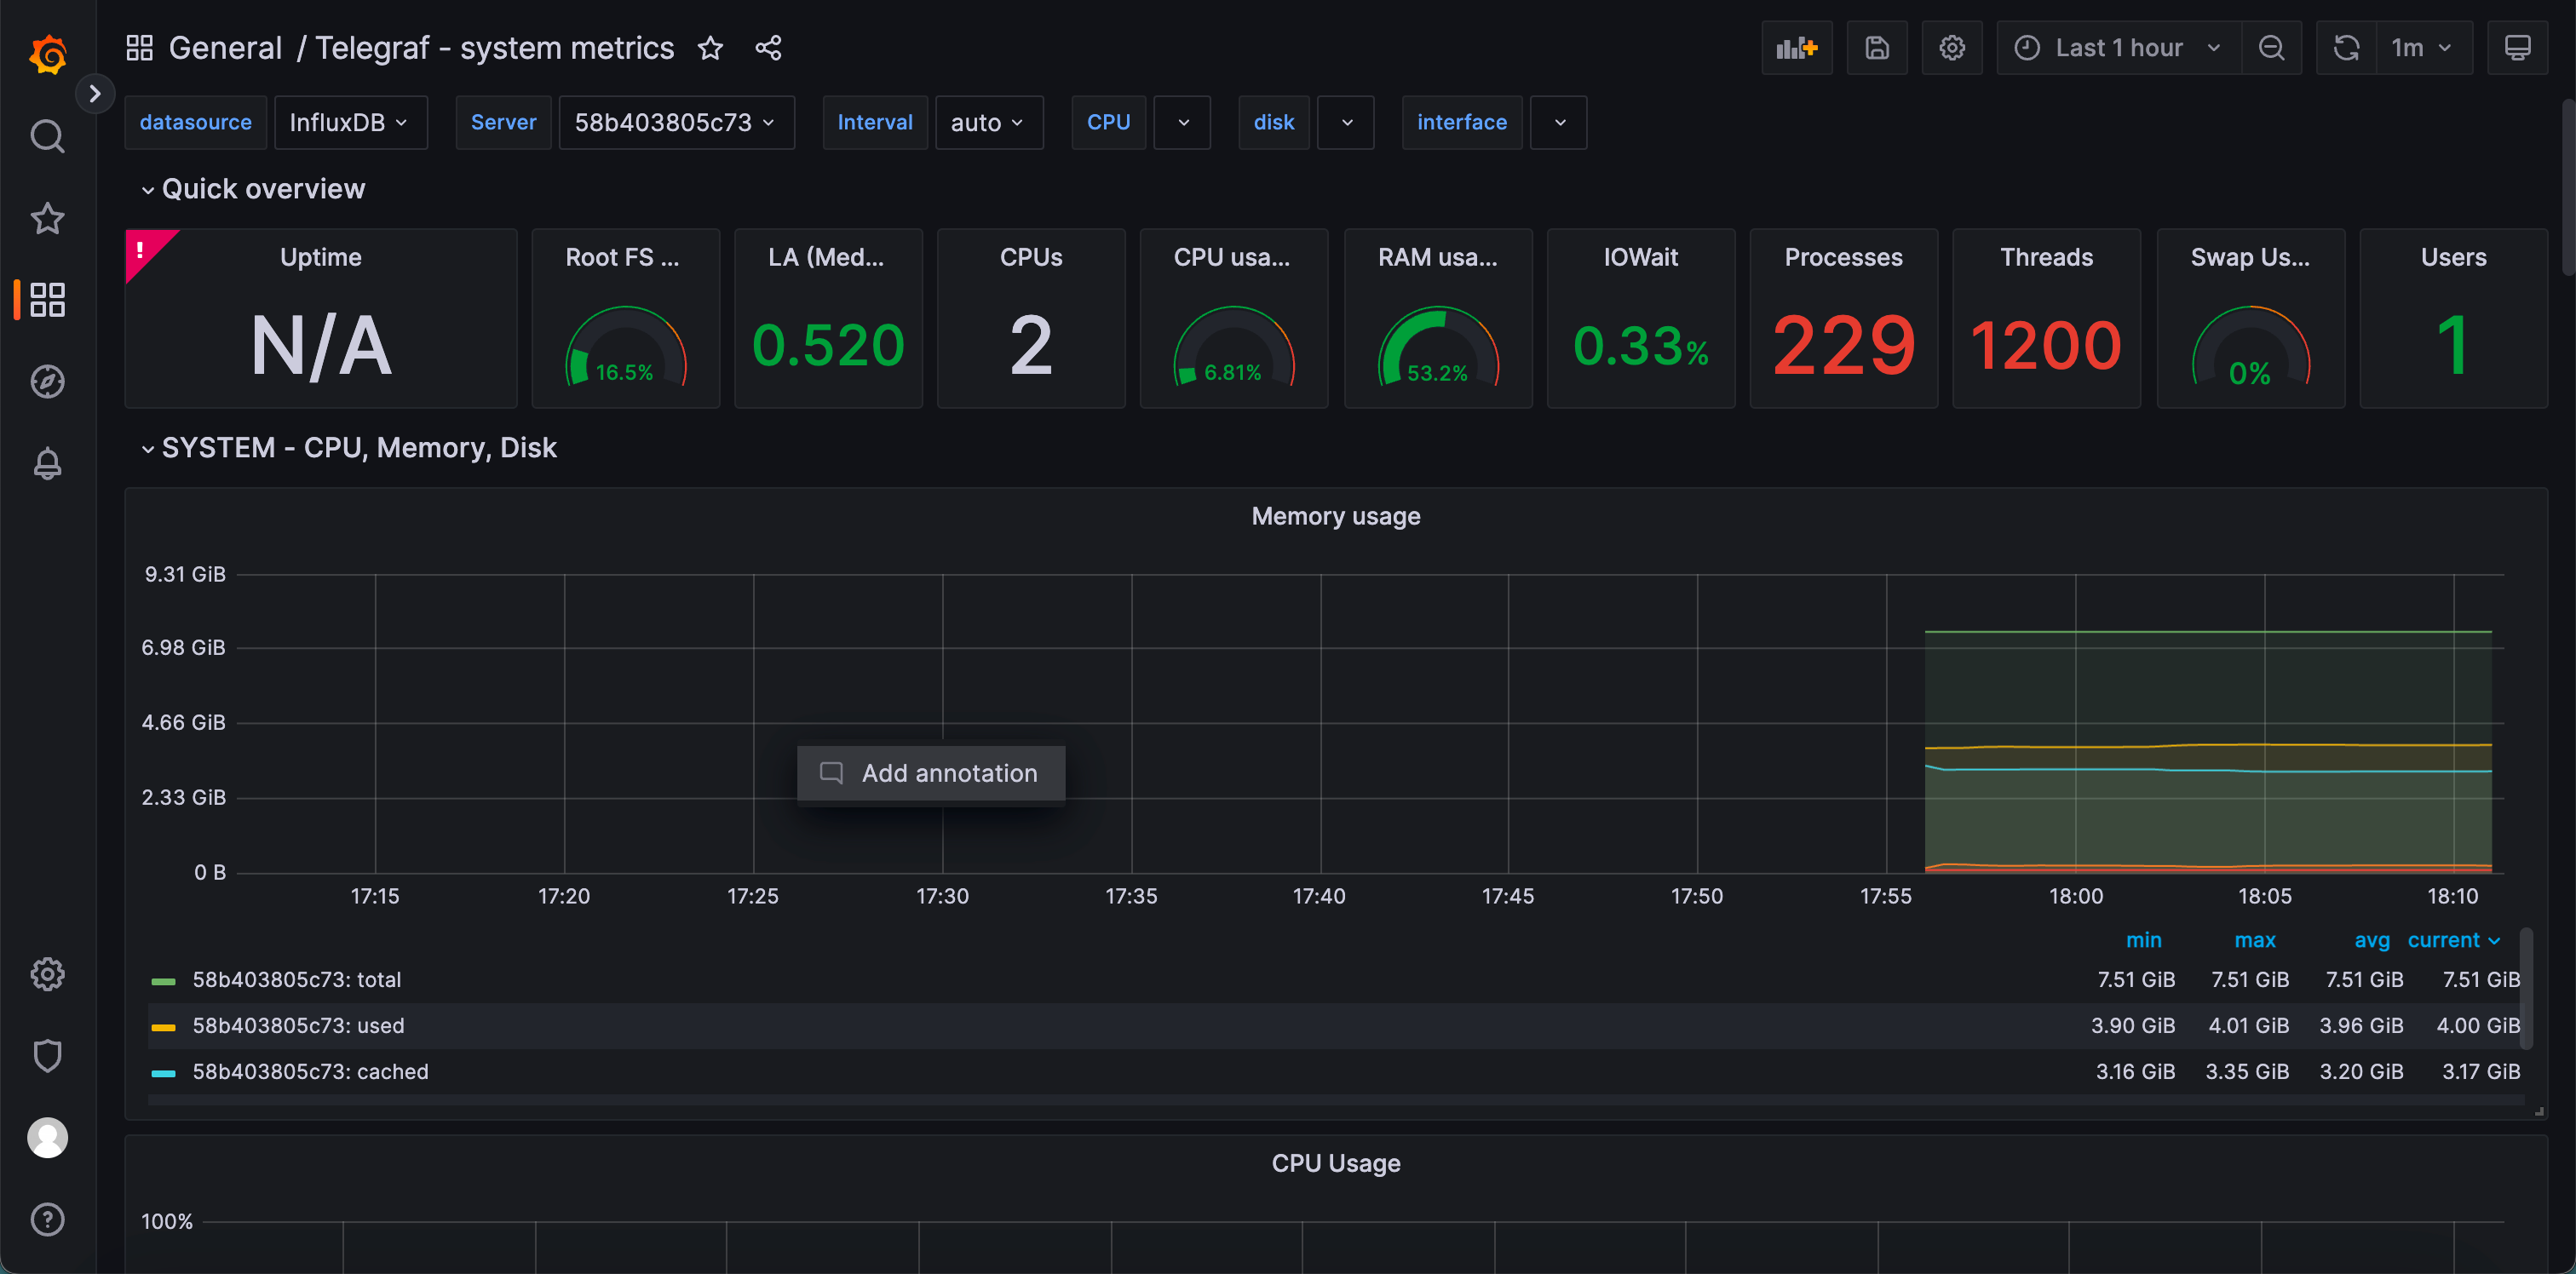 General / Telegraf - system metrics
Last 1 hour
1m
datasource InfluxDB Server 58b403805c73 Interval auto CPU disk interface
Quick overview
! Uptime Root FS ... LA (Med... CPUs CPU usa... RAM usa... IOWait Processes Threads Swap Us... Users
N/A 16.5% 0.520 2 6.81% 53.2% 0.33% 229 1200 0% 1
SYSTEM - CPU, Memory, Disk
Memory usage
9.31 GiB
6.98 GiB
4.66 GiB
Add annotation
2.33 GiB
0 B
17:15 17:20 17:25 17:30 17:35 17:40 17:45 17:50 17:55 18:00 18:05 18:10
min max avg current
58b403805c73: total 7.51 GiB 7.51 GiB 7.51 GiB 7.51 GiB
58b403805c73: used 3.90 GiB 4.01 GiB 3.96 GiB 4.00 GiB
58b403805c73: cached 3.16 GiB 3.35 GiB 3.20 GiB 3.17 GiB
CPU Usage
100%